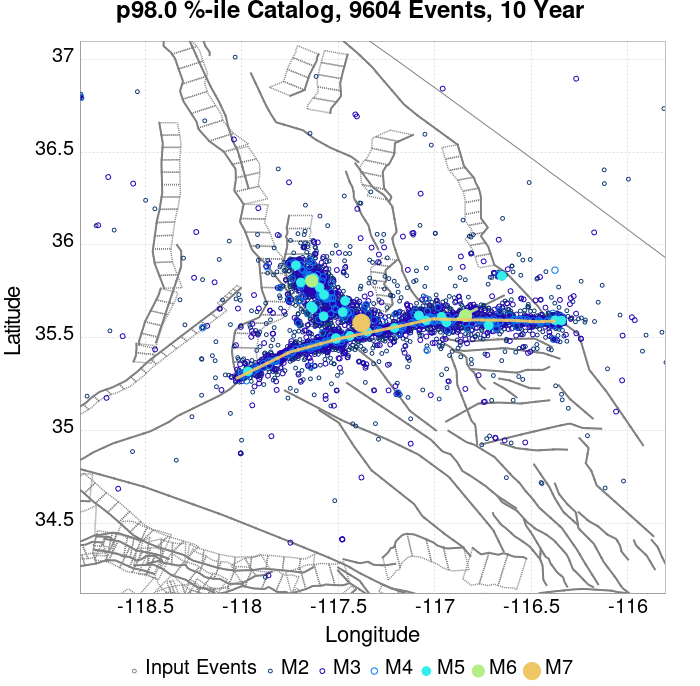 p98.0 %-ile Catalog, 9604 Events, 10 Year
37
36.5
36
35.5
35
34.5
Latitude
-118.5 -118 -117.5 -117 -116.5 -116
Longitude
Input Events M2 M3 M4 M5 M6 M7